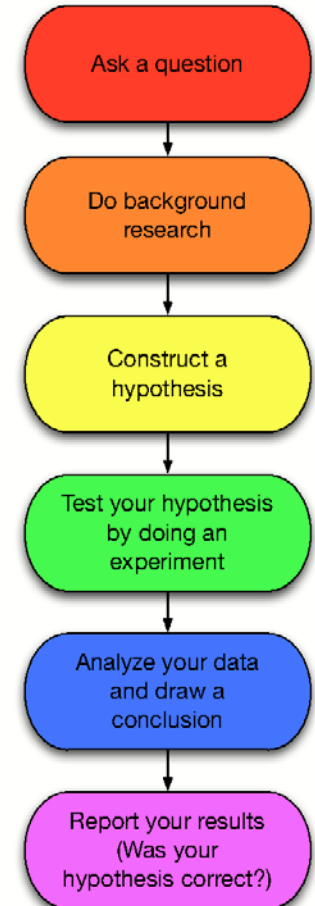 Ask a question
Do background
research
Construct a
hypothesis
Test your hypothesis
by doing an
experiment
Analyze your data
and draw a
conclusion
Report your results
(Was your
hypothesis correct?)